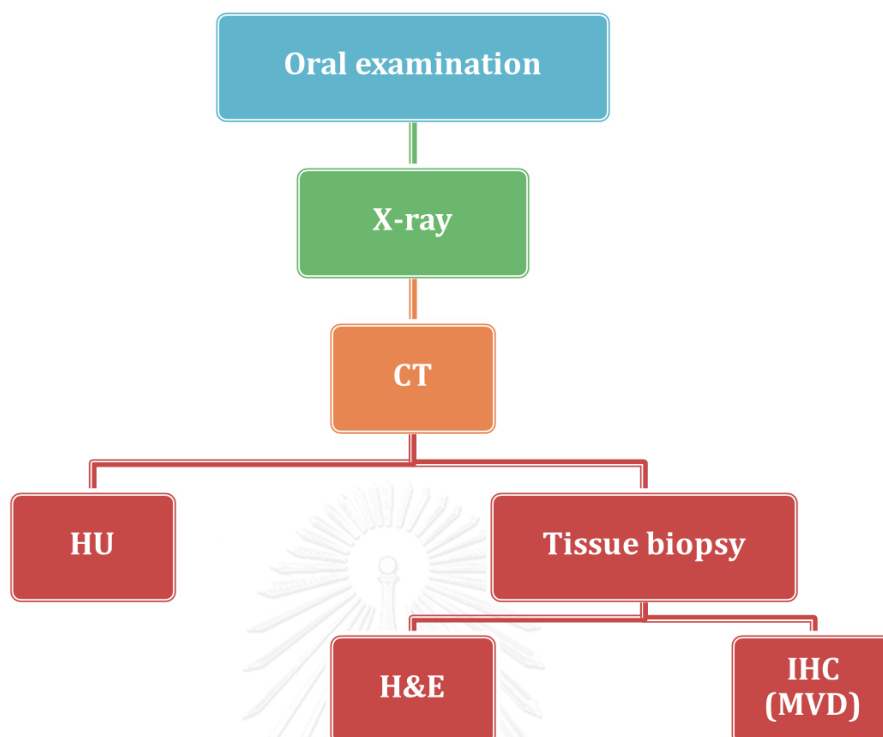 Oral examination
X-ray
CT
HU
Tissue biopsy
H&E
IHC
(MVD)